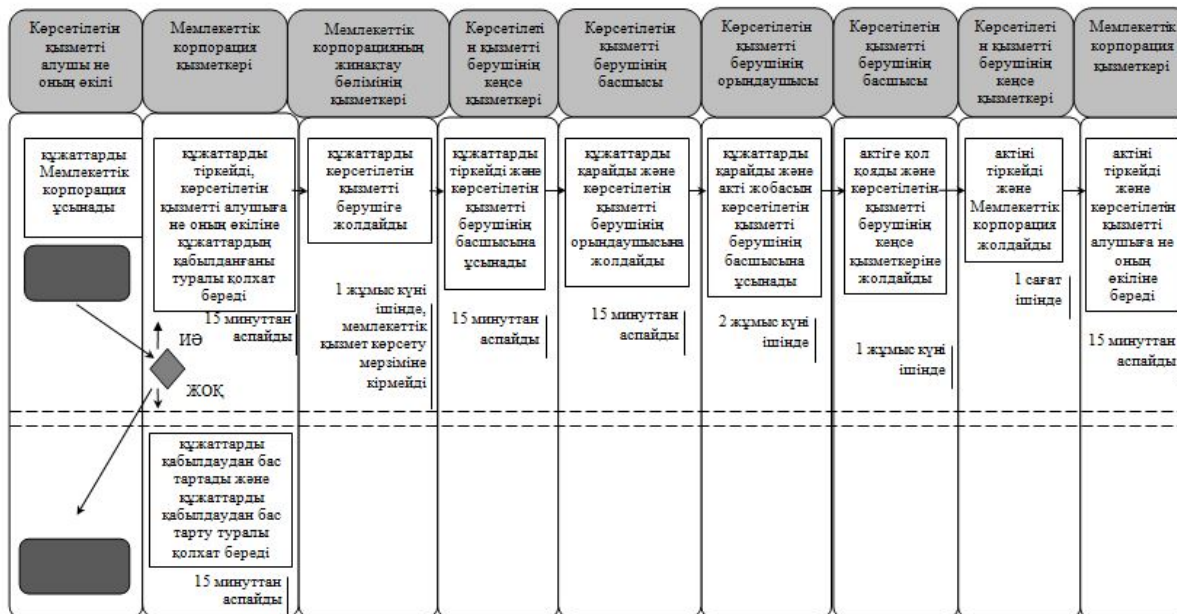 Көрсетілетін
қызметті
алушы не
оның өкілі
Мемлекеттік
корпорация
қызметкері
Мемлекеттік
корпорацияның
жинақтау
бөлімінің
қызметкері
Көрсетілеті
н қызметті
берушінің
кеңсе
қызметкері
Көрсетілетін
қызметті
берушінің
басшысы
Көрсетілетін
қызметті
берушінің
орындаушысы
Көрсетілетін
қызметті
берушінің
басшысы
Көрсетілеті
н қызметті
берушінің
кеңсе
қызметкері
Мемлекеттік
корпорация
қызметкері
құжаттарды
Мемлекеттік
корпорация
ұсынады
құжаттарды
тіркейді,
көрсетілетін
қызметті алушыға
не оның өкіліне
құжаттардың
қабылданғаны
туралы қолхат
береді
15 минуттан
аспайды
ИӘ
ЖОҚ
құжаттарды
қабылдаудан бас
тартады және
құжаттарды
қабылдаудан бас
тарту туралы
қолхат береді
15 минуттан
аспайды
құжаттарды
көрсетілетін
қызметті
берушіге
жолдайды
1 жұмыс күні
ішінде,
мемлекеттік
қызмет көрсету
мерзіміне
кірмейді
құжаттарды
тіркейді және
көрсетілетін
қызметті
берушінің
басшысына
ұсынады
15 минуттан
аспайды
құжаттарды
қарайды және
көрсетілетін
қызметті
берушінің
орындаушысына
жолдайды
15 минуттан
аспайды
құжаттарды
қарайды және
акті жобасын
көрсетілетін
қызметті
берушінің
басшысына
ұсынады
2 жұмыс күні
ішінде
актіге қол
қояды және
көрсетілетін
қызметті
берушінің
кеңсе
қызметкеріне
жолдайды
1 жұмыс күні
ішінде
актіні
тіркейді
және
Мемлекеттік
корпорация
жолдайды
1 сағат
ішінде
актіні
тіркейді
және
көрсетілетін
қызметті
алушыға не
оның
өкіліне
береді
15 минуттан
аспайды